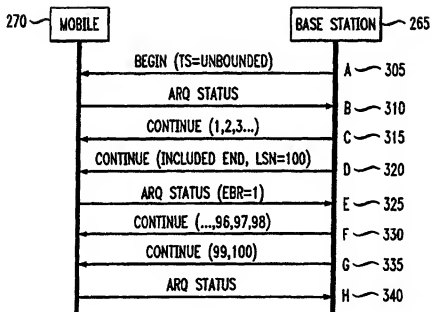 270 MOBILE BASE STATION 265
BEGIN (TS=UNBOUNDED) A 305
ARQ STATUS B 310
CONTINUE (1,2,3...) C 315
CONTINUE (INCLUDED END, LSN=100) D 320
ARQ STATUS (EBR=1) E 325
CONTINUE (...,96,97,98) F 330
CONTINUE (99,100) G 335
ARQ STATUS H 340